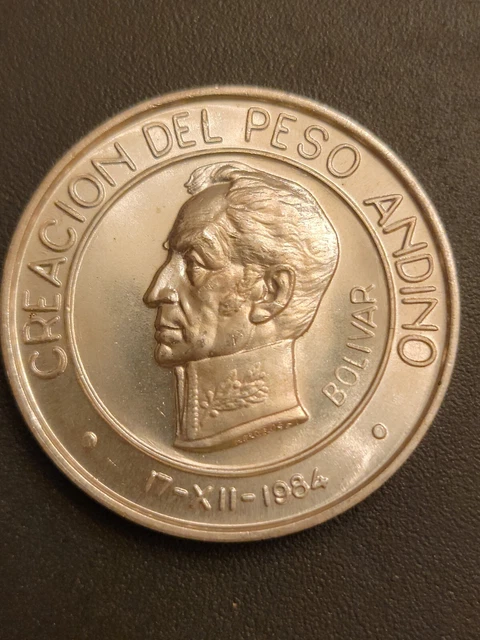 CREACION DEL PESO ANDINO
BOLIVAR
17-XII-1984